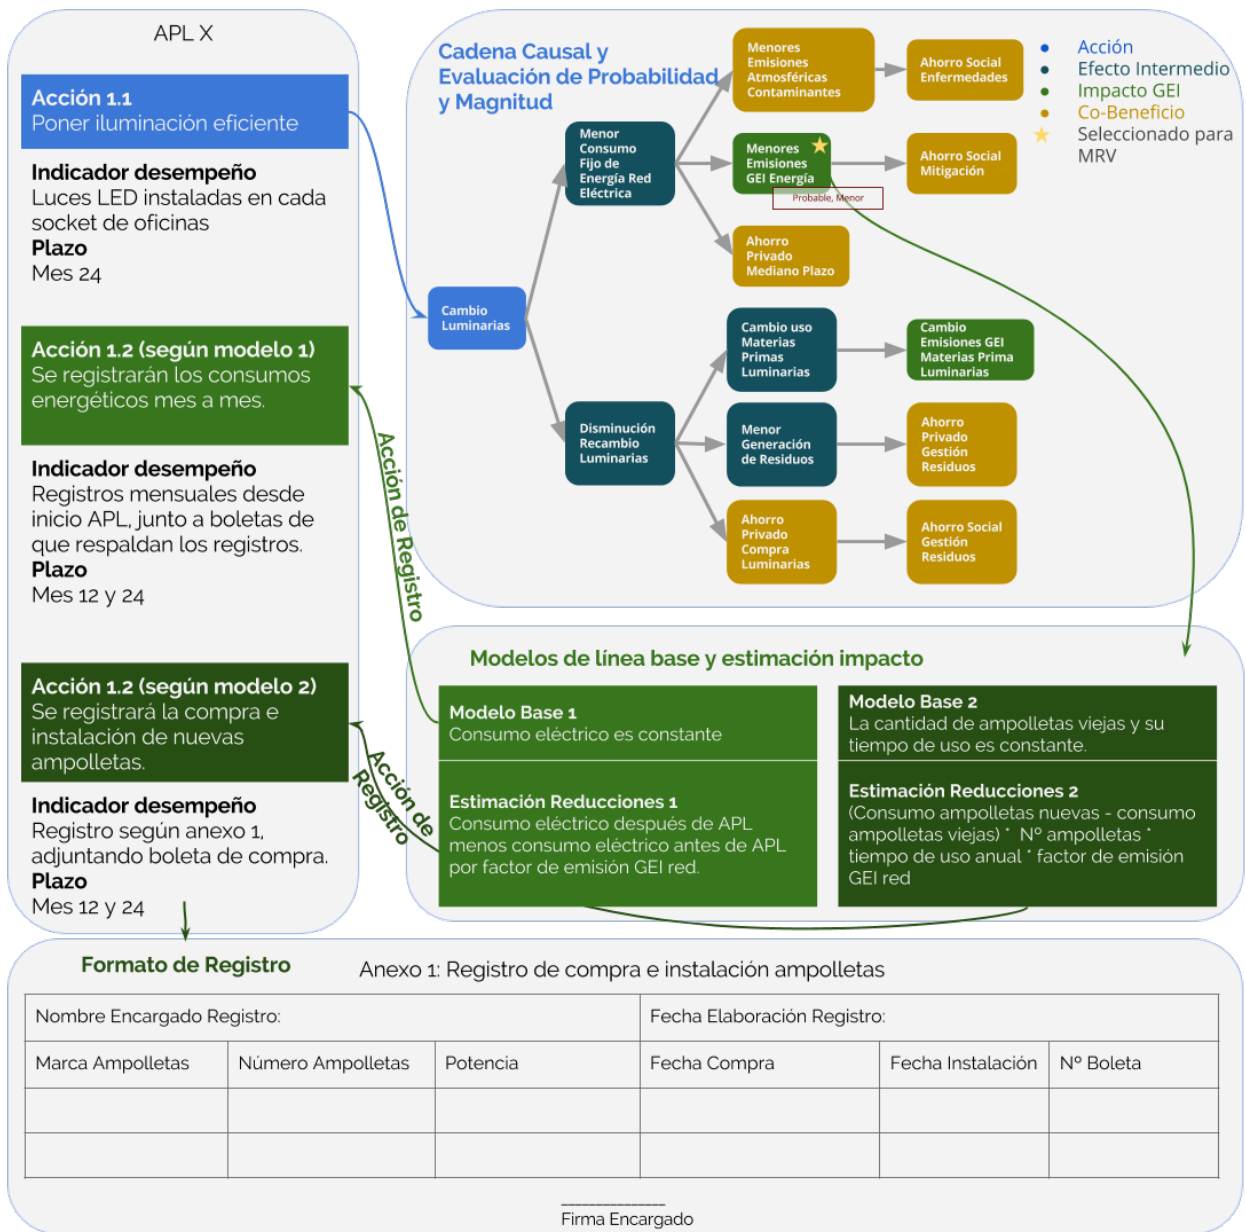 APL X
Acción 1.1
Poner iluminación eficiente
Indicador desempeño
Luces LED instaladas en cada
socket de oficinas
Plazo
Mes 24
Acción 1.2 (según modelo 1)
Se registrarán los consumos
energéticos mes a mes.
Indicador desempeño
Registros mensuales desde
inicio APL, junto a boletas de
que respaldan los registros.
Plazo
Mes 12 y 24
Acción 1.2 (según modelo 2)
Se registrará la compra e
instalación de nuevas
ampolletas.
Indicador desempeño
Registro según anexo 1,
adjuntando boleta de compra.
Plazo
Mes 12 y 24
Cadena Causal y
Evaluación de Probabilidad
y Magnitud
Acción
Efecto Intermedio
Impacto GEI
Co-Beneficio
Seleccionado para
MRV
Cambio
Luminarias
Menor
Consumo
Fijo de
Energía Red
Eléctrica
Menores
Emisiones
Atmosféricas
Contaminantes
Ahorro Social
Enfermedades
Menores
Emisiones
GEI Energía
Probable, Menor
Ahorro Social
Mitigación
Ahorro
Privado
Mediano Plazo
Disminución
Recambio
Luminarias
Cambio uso
Materias
Primas
Luminarias
Cambio
Emisiones GEI
Materias Prima
Luminarias
Menor
Generación
de Residuos
Ahorro
Privado
Gestión
Residuos
Ahorro
Privado
Compra
Luminarias
Ahorro Social
Gestión
Residuos
Acción de Registro
Acción de
Registro
Modelos de línea base y estimación impacto
Modelo Base 1
Consumo eléctrico es constante
Estimación Reducciones 1
Consumo eléctrico después de APL
menos consumo eléctrico antes de APL
por factor de emisión GEI red.
Modelo Base 2
La cantidad de ampolletas viejas y su
tiempo de uso es constante.
Estimación Reducciones 2
(Consumo ampolletas nuevas - consumo
ampolletas viejas) * Nº ampolletas *
tiempo de uso anual * factor de emisión
GEI red
Formato de Registro
Anexo 1: Registro de compra e instalación ampolletas
Nombre Encargado Registro:
Fecha Elaboración Registro:
Marca Ampolletas
Número Ampolletas
Potencia
Fecha Compra
Fecha Instalación
Nº Boleta
Firma Encargado